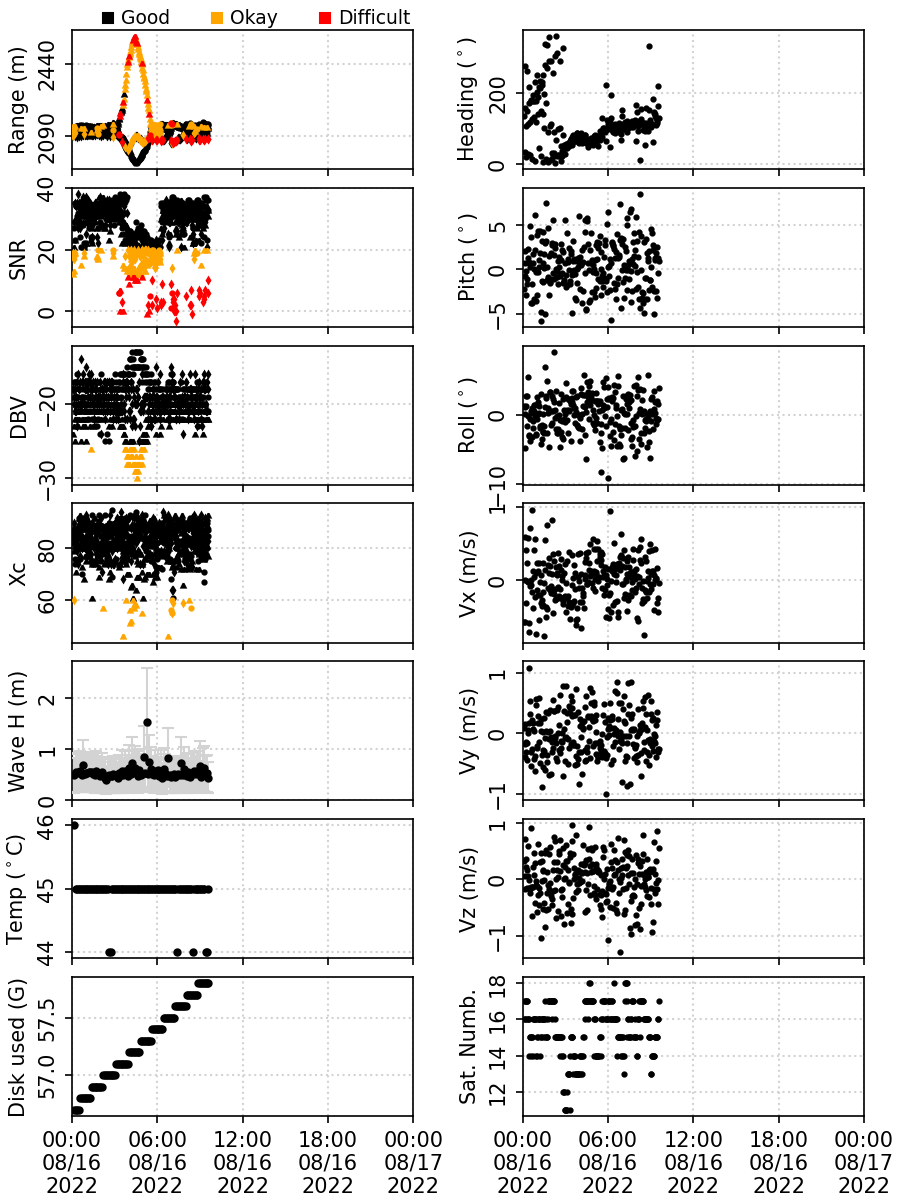 Good Okay Difficult
Range (m)
2440
2090
Heading (°)
200
0
SNR
40
20
0
Pitch (°)
5
0
−5
DBV
−20
−30
Roll (°)
0
−10
Xc
80
60
Vx (m/s)
1
0
Wave H (m)
2
1
0
Vy (m/s)
1
0
−1
Temp (°C)
46
45
44
Vz (m/s)
1
0
−1
Disk used (G)
57.5
57.0
Sat. Numb.
18
16
14
12
00:00 06:00 12:00 18:00 00:00
08/16 08/16 08/16 08/16 08/17
2022 2022 2022 2022 2022
00:00 06:00 12:00 18:00 00:00
08/16 08/16 08/16 08/16 08/17
2022 2022 2022 2022 2022